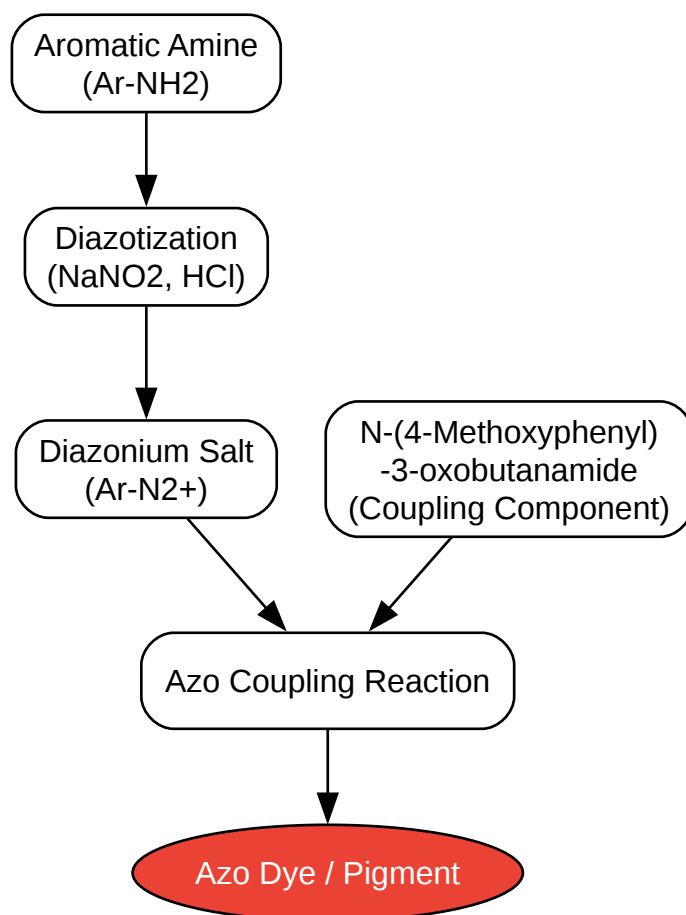 Aromatic Amine
(Ar-NH2)
Diazotization
(NaNO2, HCl)
Diazonium Salt
(Ar-N2+)
N-(4-Methoxyphenyl)
-3-oxobutanamide
(Coupling Component)
Azo Coupling Reaction
Azo Dye / Pigment